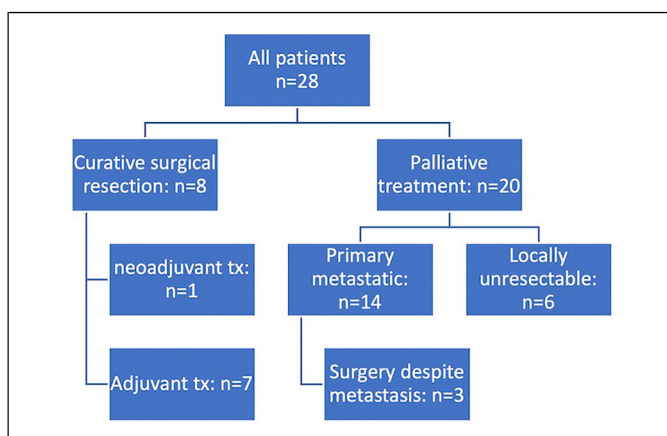 All patients
n=28
Curative surgical
resection: n=8
Palliative
treatment: n=20
neoadjuvant tx:
n=1
Primary
metastatic:
n=14
Locally
unresectable:
n=6
Adjuvant tx: n=7
Surgery despite
metastasis: n=3